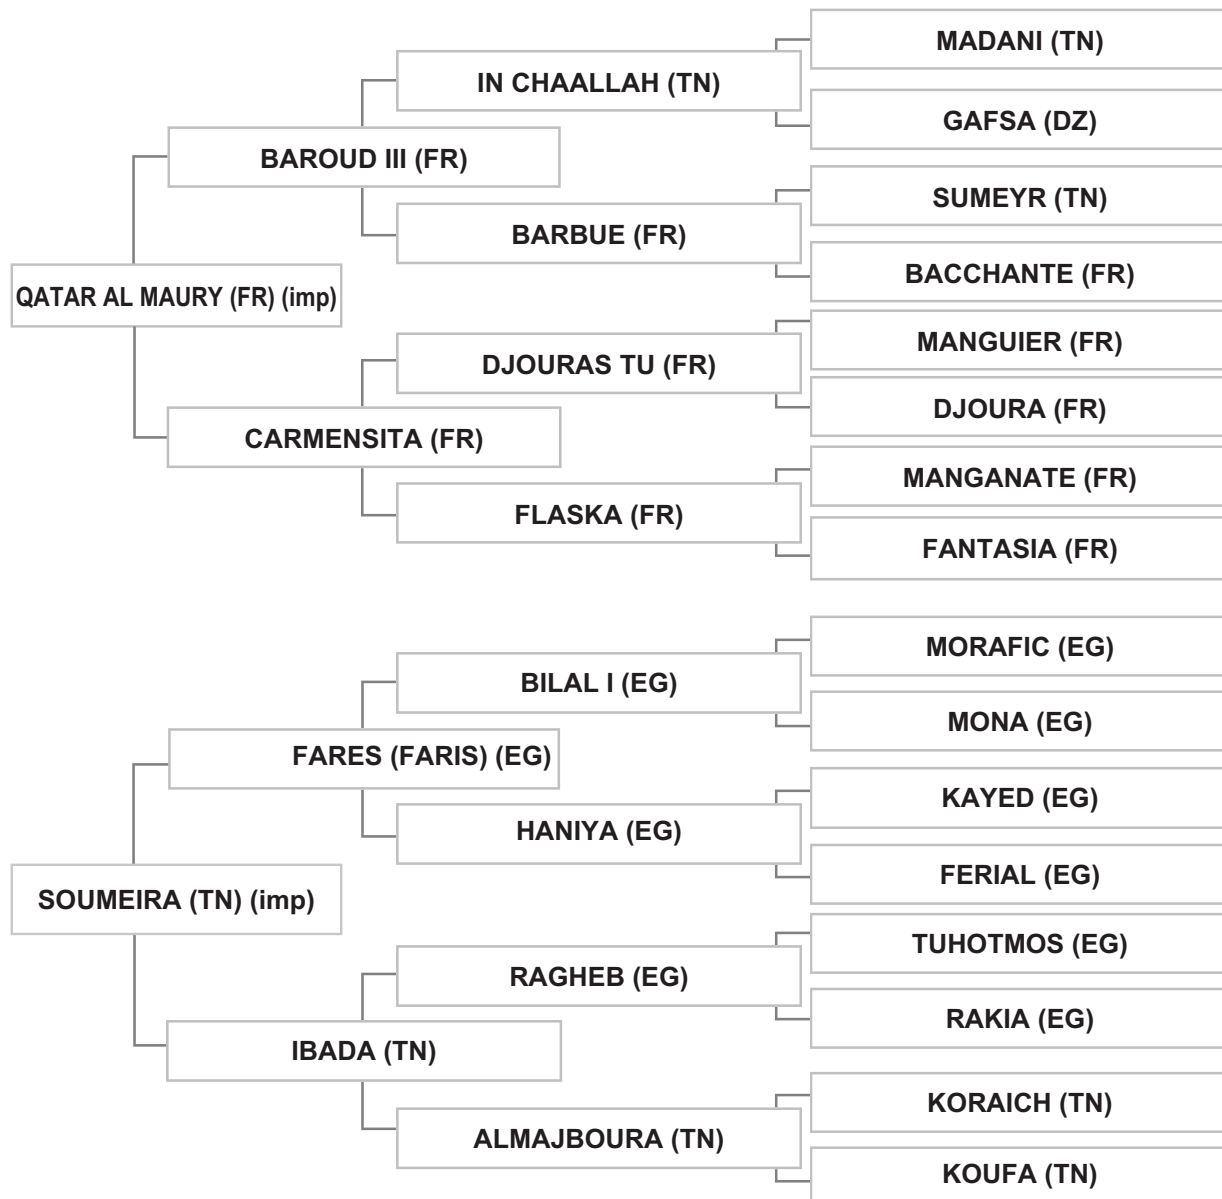 MADANI (TN)
IN CHAALLAH (TN)
GAFSA (DZ)
BAROUD III (FR)
SUMEYR (TN)
BARBUE (FR)
BACCHANTE (FR)
QATAR AL MAURY (FR) (imp)
MANGUIER (FR)
DJOURAS TU (FR)
DJOURA (FR)
CARMENSITA (FR)
MANGANATE (FR)
FLASKA (FR)
FANTASIA (FR)
MORAFIC (EG)
BILAL I (EG)
MONA (EG)
FARES (FARIS) (EG)
KAYED (EG)
HANIYA (EG)
FERIAL (EG)
SOUMEIRA (TN) (imp)
TUHOTMOS (EG)
RAGHEB (EG)
RAKIA (EG)
IBADA (TN)
KORAICH (TN)
ALMAJBOURA (TN)
KOUFA (TN)